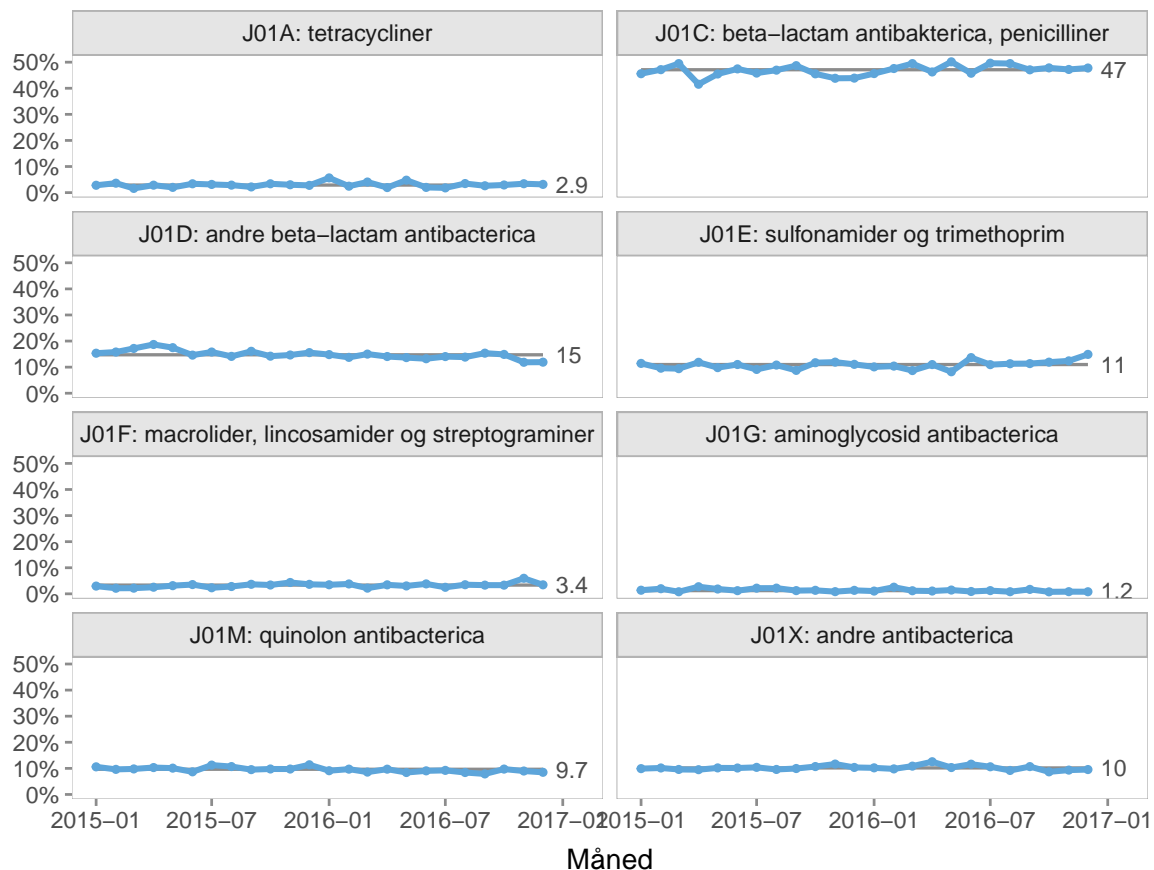 J01A: tetracycliner
J01C: beta−lactam antibakterica, penicilliner
50%
40%
30%
20%
10%
0%
2.9
47
J01D: andre beta−lactam antibacterica
J01E: sulfonamider og trimethoprim
50%
40%
30%
20%
10%
0%
15
11
J01F: macrolider, lincosamider og streptograminer
J01G: aminoglycosid antibacterica
50%
40%
30%
20%
10%
0%
3.4
1.2
J01M: quinolon antibacterica
J01X: andre antibacterica
50%
40%
30%
20%
10%
0%
9.7
10
2015−01 2015−07 2016−01 2016−07 2017−01
2015−01 2015−07 2016−01 2016−07 2017−01
Måned